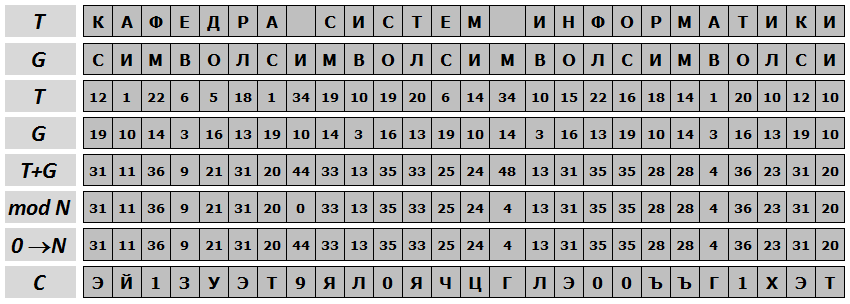 T К А Ф Е Д Р А С И С Т Е М И Н Ф О Р М А Т И К И
G С И М В О Л С И М В О Л С И М В О Л С И М В О Л С И
T 12 1 22 6 5 18 1 34 19 10 19 20 6 14 34 10 15 22 16 18 14 1 20 10 12 10
G 19 10 14 3 16 13 19 10 14 3 16 13 19 10 14 3 16 13 19 10 14 3 16 13 19 10
T+G 31 11 36 9 21 31 20 44 33 13 35 33 25 24 48 13 31 35 35 28 28 4 36 23 31 20
mod N 31 11 36 9 21 31 20 0 33 13 35 33 25 24 4 13 31 35 35 28 28 4 36 23 31 20
0 →N 31 11 36 9 21 31 20 44 33 13 35 33 25 24 4 13 31 35 35 28 28 4 36 23 31 20
C Э Й 1 З У Э Т 9 Я Л 0 Я Ч Ц Г Л Э 0 0 Ъ Ъ Г 1 Х Э Т